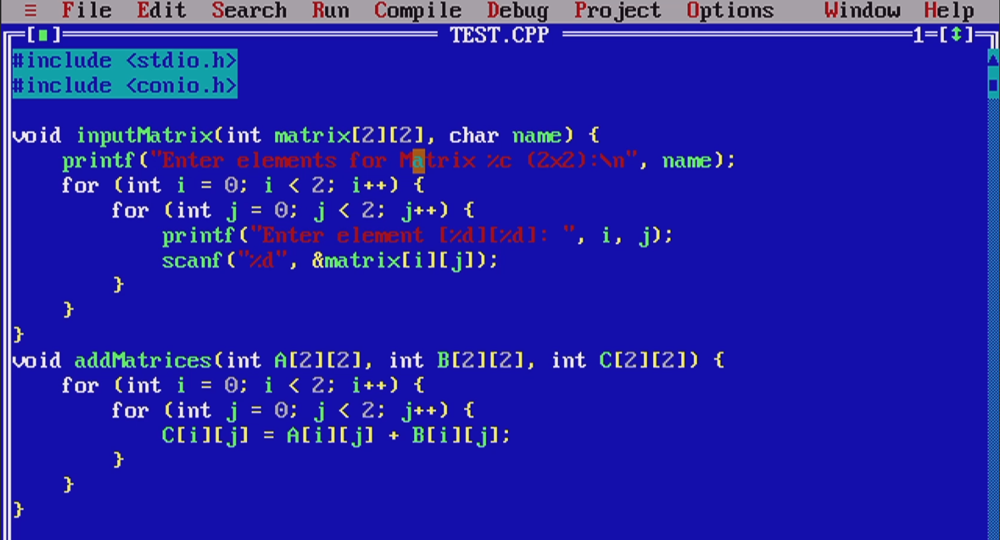 ≡ File Edit Search Run Compile Debug Project Options Window Help
[■] TEST.CPP 1=[↕]
#include <stdio.h>
#include <conio.h>
void inputMatrix(int matrix[2][2], char name) {
    printf("Enter elements for Matrix %c (2x2):\n", name);
    for (int i = 0; i < 2; i++) {
        for (int j = 0; j < 2; j++) {
            printf("Enter element [%d][%d]: ", i, j);
            scanf("%d", &matrix[i][j]);
        }
    }
}
void addMatrices(int A[2][2], int B[2][2], int C[2][2]) {
    for (int i = 0; i < 2; i++) {
        for (int j = 0; j < 2; j++) {
            C[i][j] = A[i][j] + B[i][j];
        }
    }
}